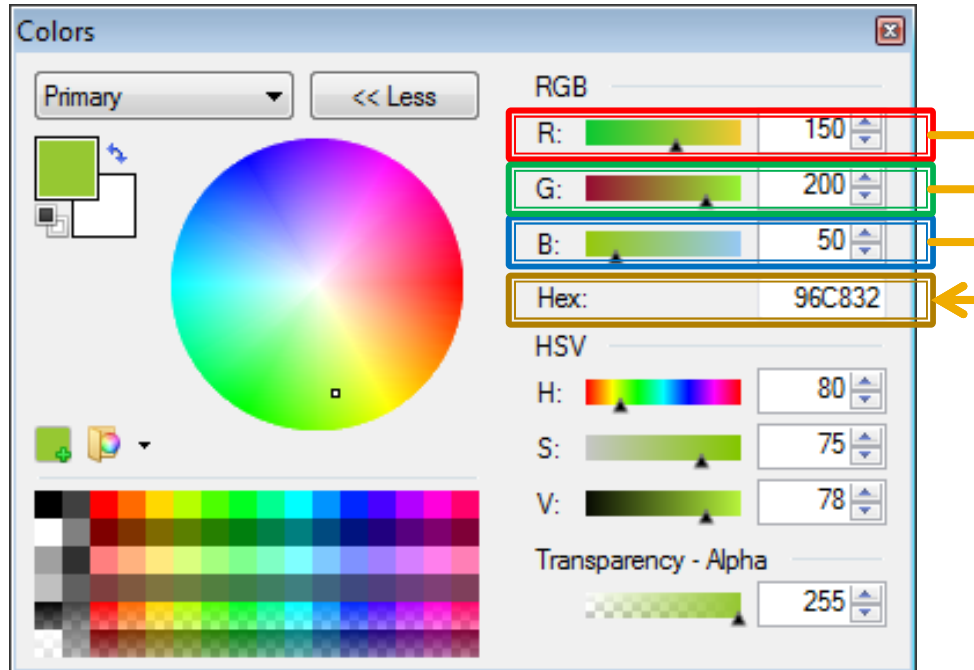 Colors
Primary
<< Less
RGB
R: 150
G: 200
B: 50
Hex: 96C832
HSV
H: 80
S: 75
V: 78
Transparency - Alpha
255